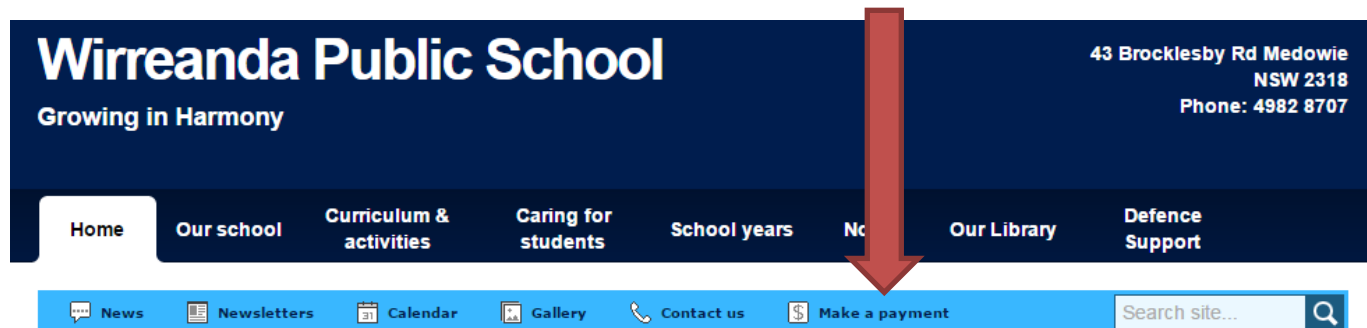 Wirreanda Public School
Growing in Harmony
43 Brocklesby Rd Medowie
NSW 2318
Phone: 4982 8707
Home
Our school
Curriculum &
activities
Caring for
students
School years
Our Library
Defence
Support
News
Newsletters
31
Calendar
Gallery
Contact us
$
Make a payment
Search site...